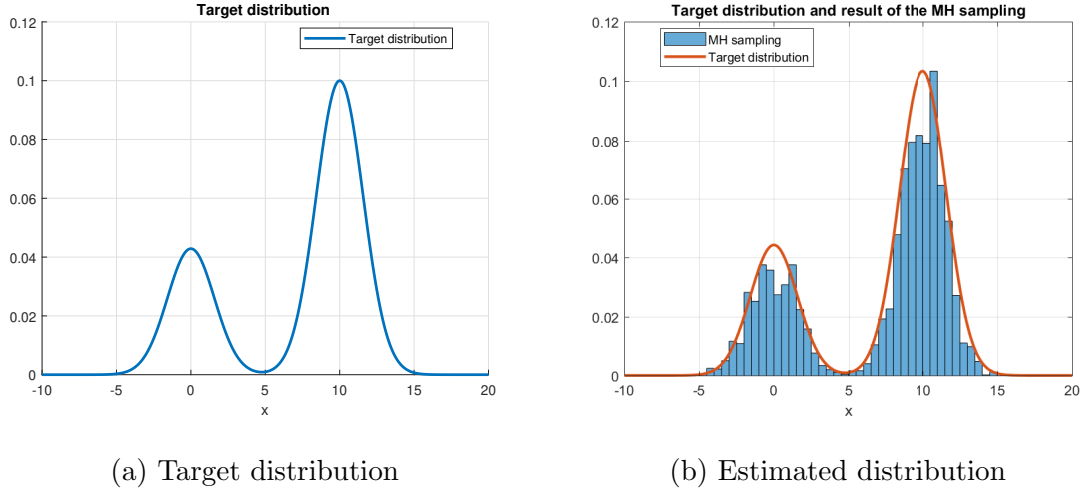 Target distribution
0.12
0.1
0.08
0.06
0.04
0.02
0
-10 -5 0 5 10 15 20
x
Target distribution
(a) Target distribution
Target distribution and result of the MH sampling
0.12
0.1
0.08
0.06
0.04
0.02
0
-10 -5 0 5 10 15 20
x
MH sampling
Target distribution
(b) Estimated distribution